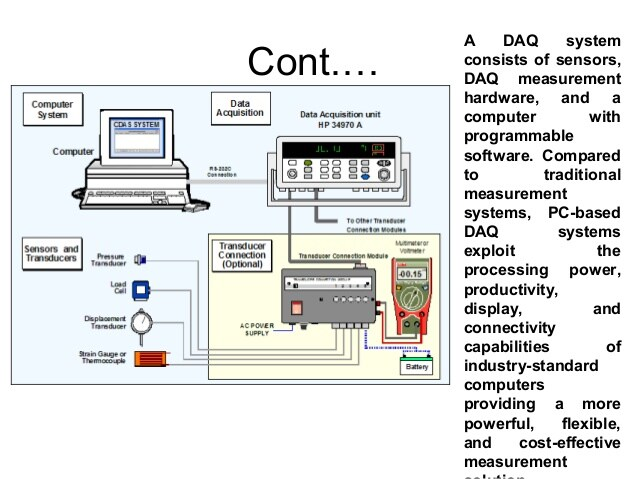 Cont.…
Computer
System
Data
Acquisition
Data Acquisition unit
HP 34970 A
CDAS SYSTEM
Computer
RS-232C
Connection
To Other Transducer
Connection Modules
Sensors and
Transducers
Pressure
Transducer
Load
Cell
Displacement
Transducer
Strain Gauge or
Thermocouple
Transducer
Connection
(Optional)
Transducer Connection Module
Multimeter or
Voltmeter
-00.15
AC POWER
SUPPLY
Battery
A DAQ system
consists of sensors,
DAQ measurement
hardware, and a
computer with
programmable
software. Compared
to traditional
measurement
systems, PC-based
DAQ systems
exploit the
processing power,
productivity,
display, and
connectivity
capabilities of
industry-standard
computers
providing a more
powerful, flexible,
and cost-effective
measurement
solution